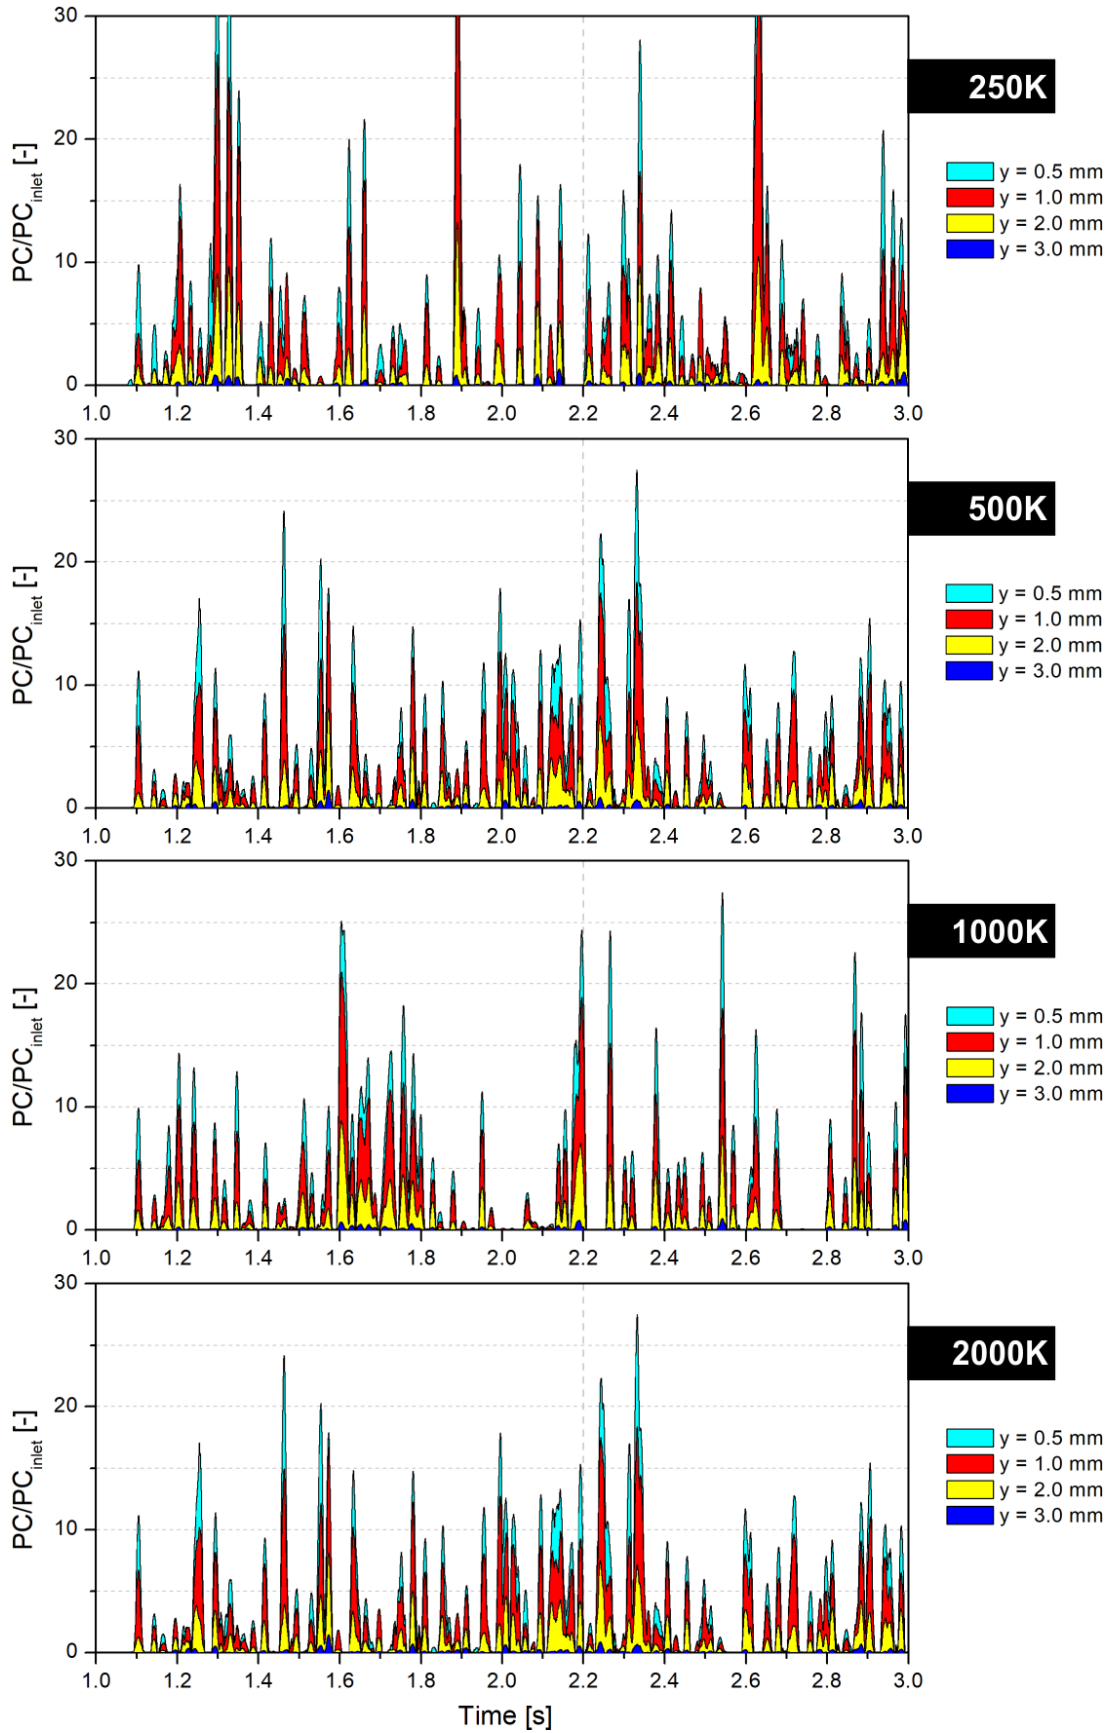 30
20
10
0
PC/PC_inlet [-]
1.0 1.2 1.4 1.6 1.8 2.0 2.2 2.4 2.6 2.8 3.0
250K
y = 0.5 mm
y = 1.0 mm
y = 2.0 mm
y = 3.0 mm
30
20
10
0
PC/PC_inlet [-]
1.0 1.2 1.4 1.6 1.8 2.0 2.2 2.4 2.6 2.8 3.0
500K
y = 0.5 mm
y = 1.0 mm
y = 2.0 mm
y = 3.0 mm
30
20
10
0
PC/PC_inlet [-]
1.0 1.2 1.4 1.6 1.8 2.0 2.2 2.4 2.6 2.8 3.0
1000K
y = 0.5 mm
y = 1.0 mm
y = 2.0 mm
y = 3.0 mm
30
20
10
0
PC/PC_inlet [-]
1.0 1.2 1.4 1.6 1.8 2.0 2.2 2.4 2.6 2.8 3.0
2000K
y = 0.5 mm
y = 1.0 mm
y = 2.0 mm
y = 3.0 mm
Time [s]